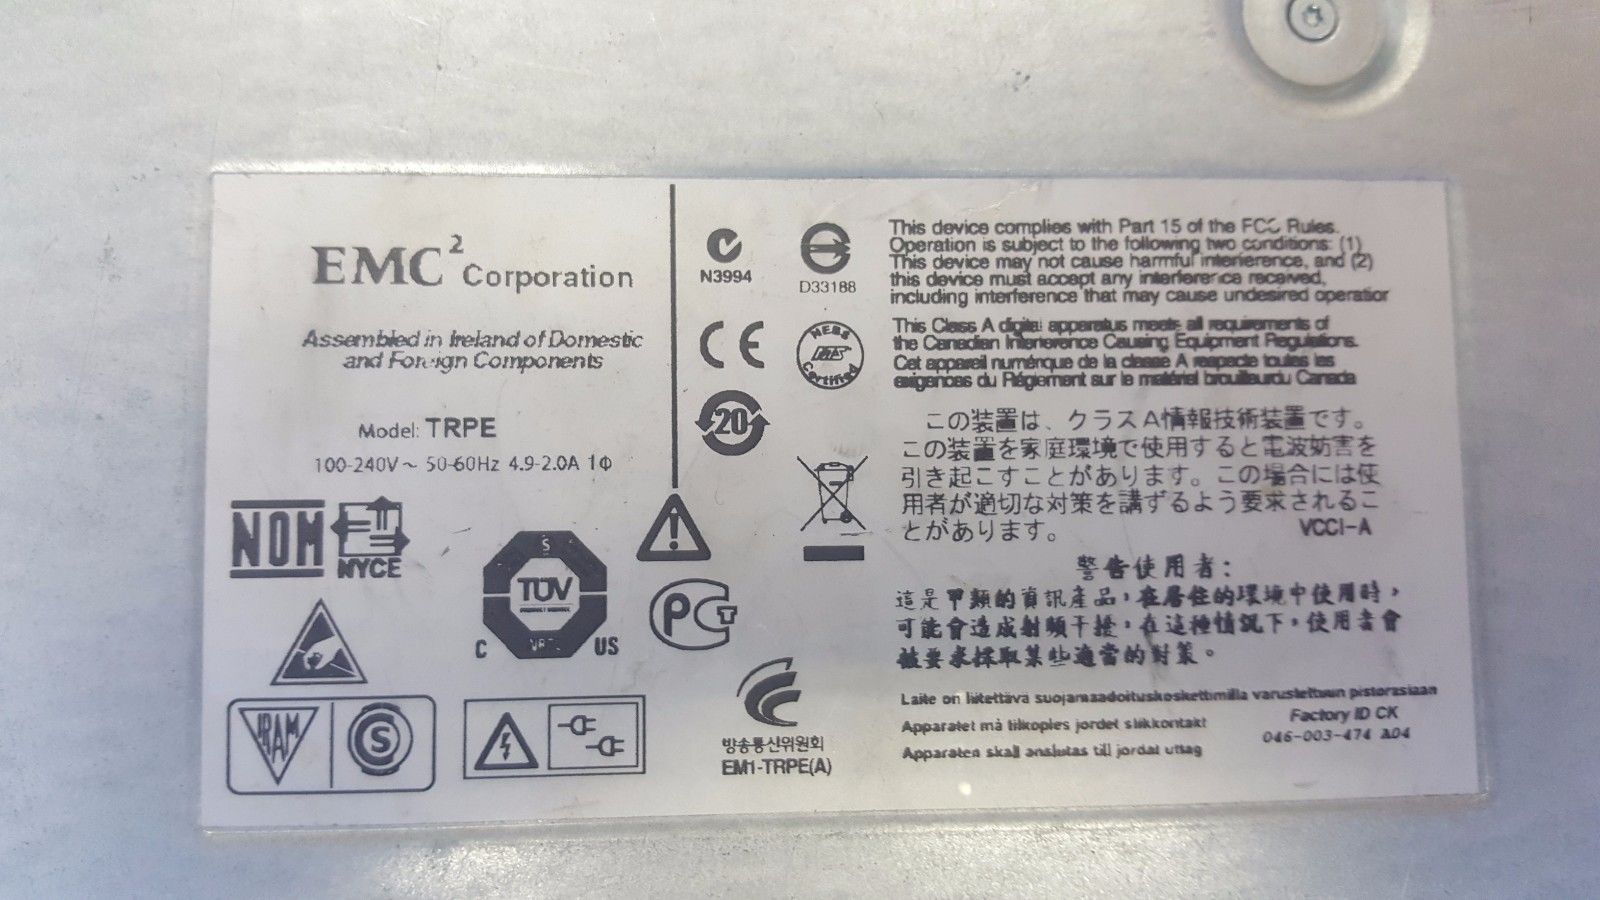 EMC² Corporation
Assembled in Ireland of Domestic
and Foreign Components
Model: TRPE
100-240V ~ 50-60Hz 4.9-2.0A 1Φ
NOM
NYCE
S
TÜV
PRODUCT SERVICE
C NRTL US
IRAM
S
N3994
D33188
CE
NEBS
Certified
20
PCT
방송통신위원회
EM1-TRPE(A)
This device complies with Part 15 of the FCC Rules.
Operation is subject to the following two conditions: (1)
This device may not cause harmful interference, and (2)
this device must accept any interference received,
including interference that may cause undesired operation
This Class A digital apparatus meets all requirements of
the Canadian Interference Causing Equipment Regulations.
Cet appareil numérique de la classe A respecte toutes les
exigences du Réglement sur le matériel brouilleurdu Canada
この装置は、クラスA情報技術装置です。
この装置を家庭環境で使用すると電波妨害を
引き起こすことがあります。この場合には使
用者が適切な対策を講ずるよう要求されるこ
とがあります。
VCCI-A
警告使用者:
這是甲類的資訊產品，在居住的環境中使用時，
可能會造成射頻干擾，在這種情況下，使用者會
被要求採取某些適當的對策。
Laite on liitettävä suojamaadoituskoskettimilla varustettuun pistorasiaan
Apparatet må tilkoples jordet stikkontakt
Apparaten skall anslutas till jordat uttag
Factory ID CK
046-003-474 A04